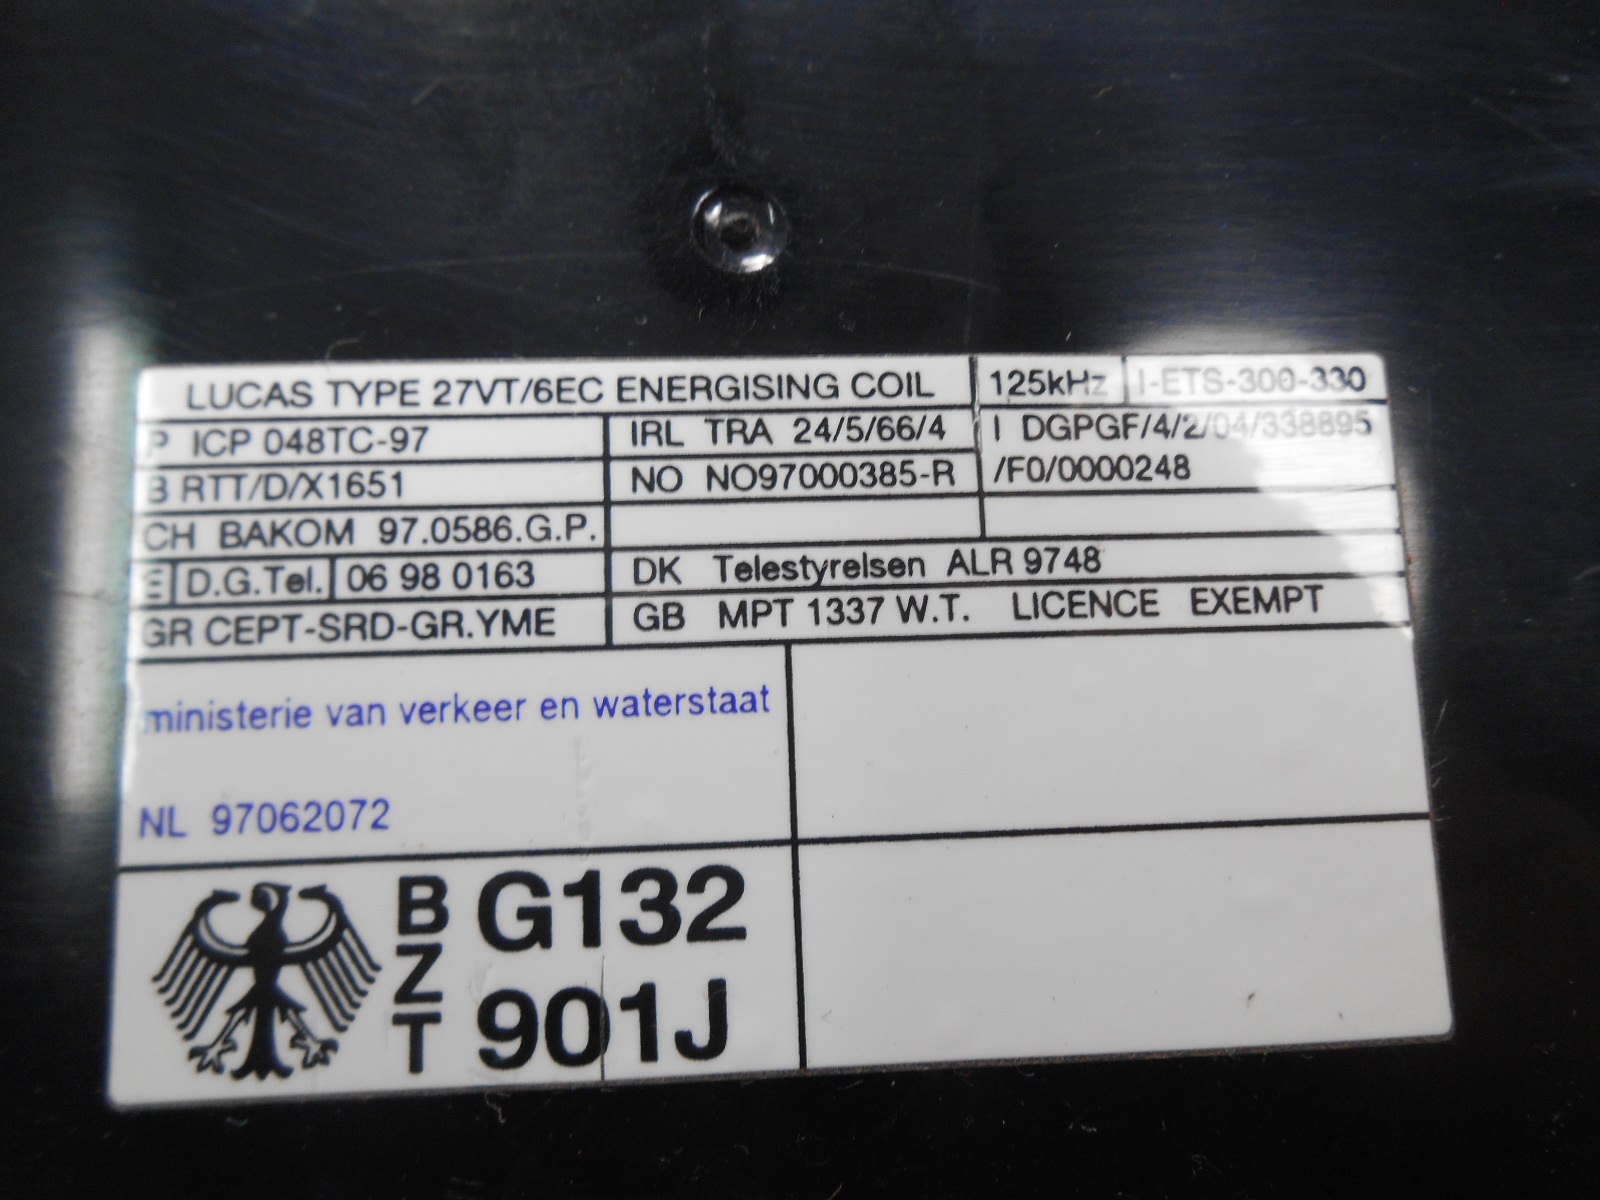 LUCAS TYPE 27VT/6EC ENERGISING COIL 125kHz I-ETS-300-330
P ICP 048TC-97 IRL TRA 24/5/66/4 I DGPGF/4/2/04/338895
B RTT/D/X1651 NO NO97000385-R /F0/0000248
CH BAKOM 97.0586.G.P.
E D.G.Tel. 06 98 0163 DK Telestyrelsen ALR 9748
GR CEPT-SRD-GR.YME GB MPT 1337 W.T. LICENCE EXEMPT
ministerie van verkeer en waterstaat
NL 97062072
BZT G132
901J